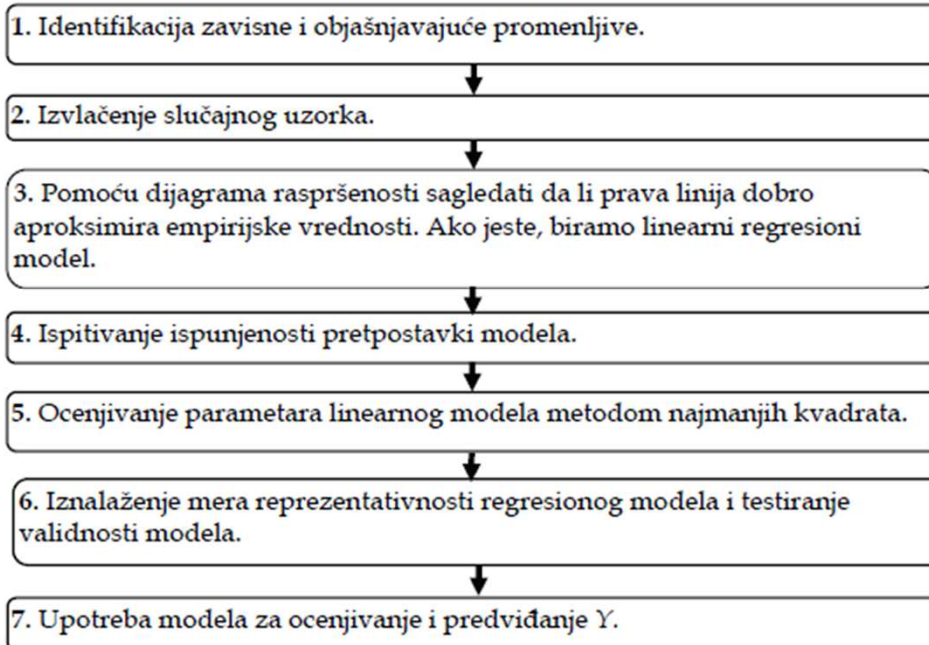 1. Identifikacija zavisne i objašnjavajuće promenljive.
2. Izvlačenje slučajnog uzorka.
3. Pomoću dijagrama raspršenosti sagledati da li prava linija dobro
aproksimira empirijske vrednosti. Ako jeste, biramo linearni regresioni
model.
4. Ispitivanje ispunjenosti pretpostavki modela.
5. Ocenjivanje parametara linearnog modela metodom najmanjih kvadrata.
6. Iznalaženje mera reprezentativnosti regresionog modela i testiranje
validnosti modela.
7. Upotreba modela za ocenjivanje i predviđanje Y.